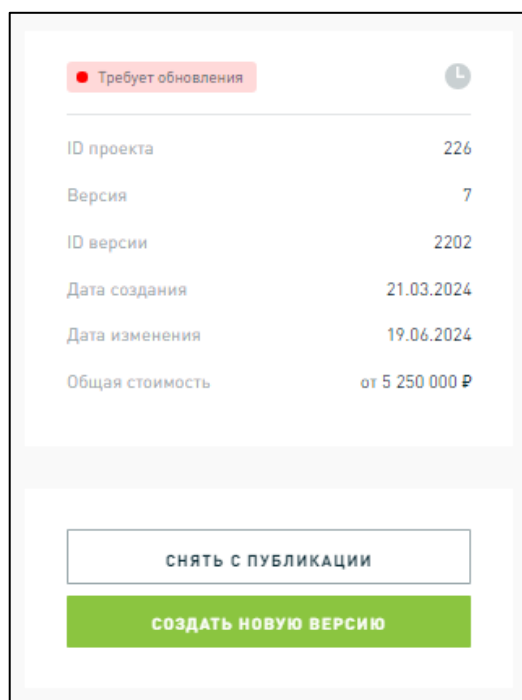 Требует обновления
ID проекта 226
Версия 7
ID версии 2202
Дата создания 21.03.2024
Дата изменения 19.06.2024
Общая стоимость от 5 250 000 ₽
СНЯТЬ С ПУБЛИКАЦИИ
СОЗДАТЬ НОВУЮ ВЕРСИЮ